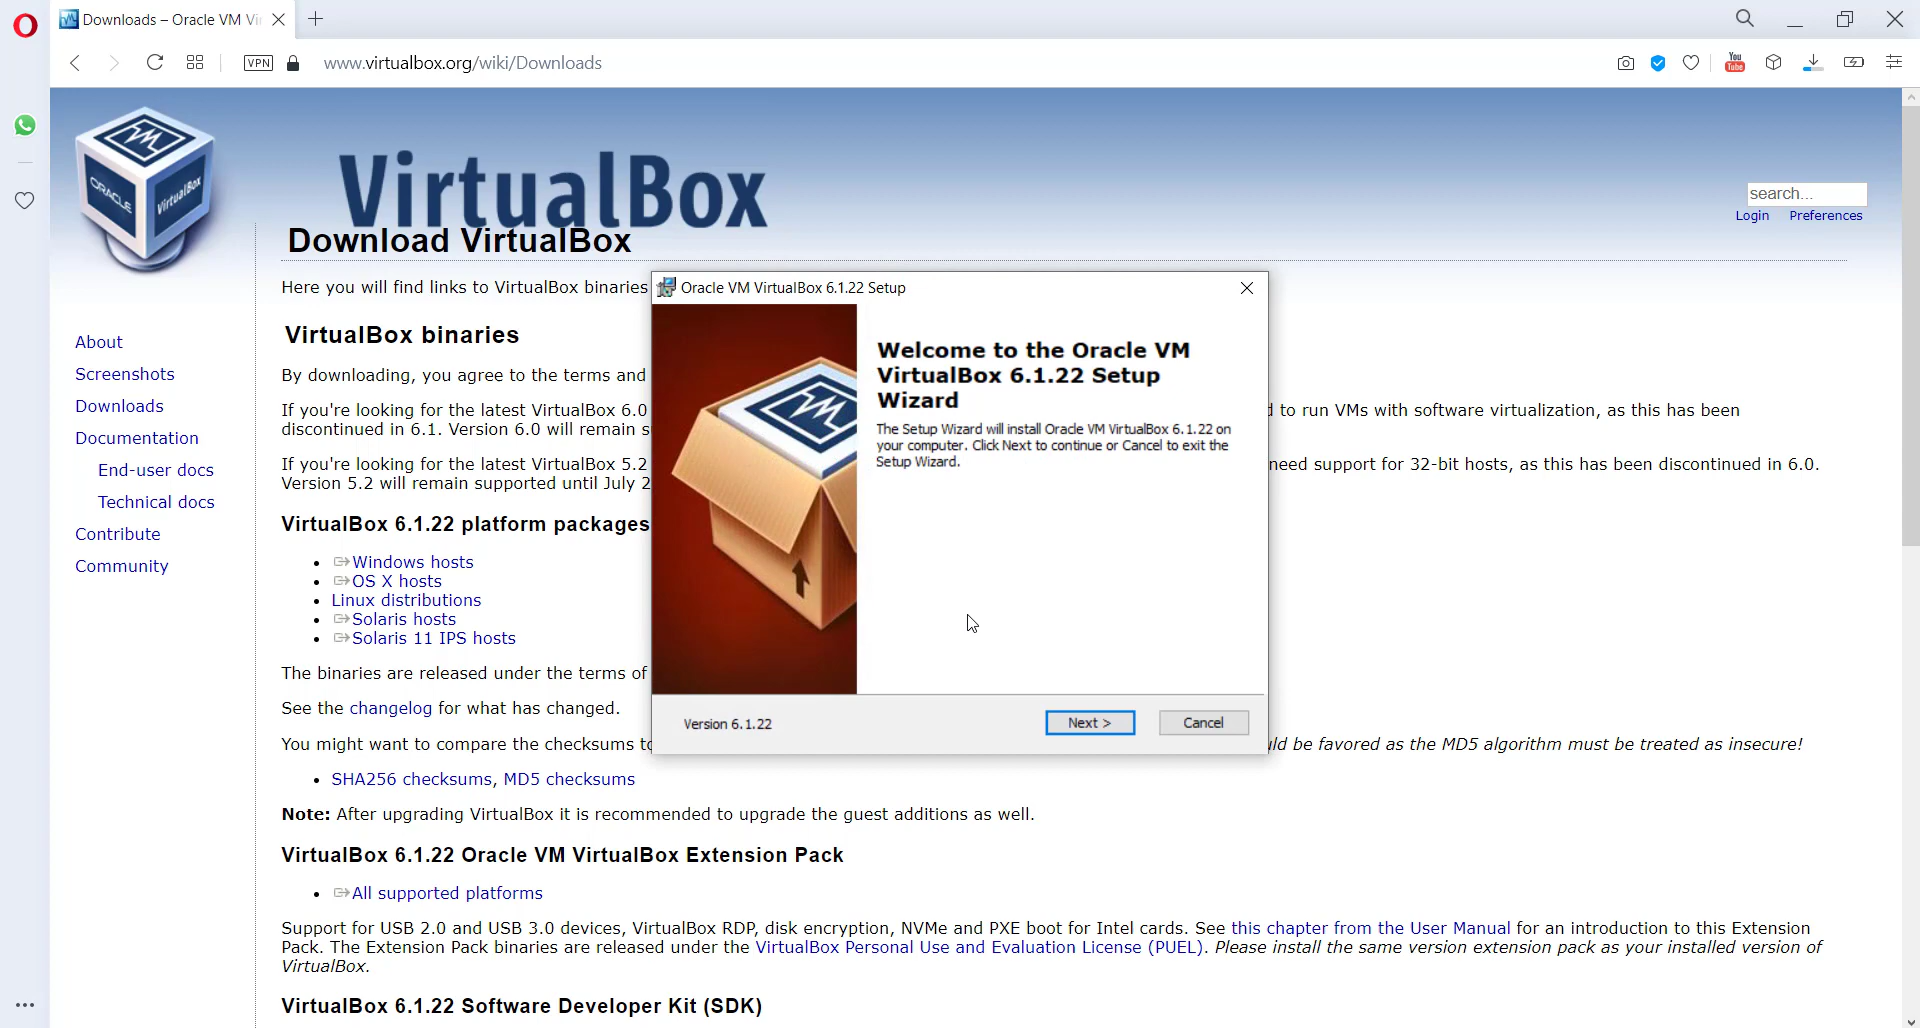 Downloads – Oracle VM Vi
VPN
www.virtualbox.org/wiki/Downloads
You
Tube
ORACLE
VirtualBox
VirtualBox
search...
Login Preferences
Download VirtualBox
Here you will find links to VirtualBox binaries
About
Screenshots
Downloads
Documentation
End-user docs
Technical docs
Contribute
Community
VirtualBox binaries
By downloading, you agree to the terms and
If you're looking for the latest VirtualBox 6.0
d to run VMs with software virtualization, as this has been
discontinued in 6.1. Version 6.0 will remain s
If you're looking for the latest VirtualBox 5.2
need support for 32-bit hosts, as this has been discontinued in 6.0.
Version 5.2 will remain supported until July 2
VirtualBox 6.1.22 platform packages
Windows hosts
OS X hosts
Linux distributions
Solaris hosts
Solaris 11 IPS hosts
The binaries are released under the terms of
See the changelog for what has changed.
You might want to compare the checksums to
uld be favored as the MD5 algorithm must be treated as insecure!
SHA256 checksums, MD5 checksums
Note: After upgrading VirtualBox it is recommended to upgrade the guest additions as well.
VirtualBox 6.1.22 Oracle VM VirtualBox Extension Pack
All supported platforms
Support for USB 2.0 and USB 3.0 devices, VirtualBox RDP, disk encryption, NVMe and PXE boot for Intel cards. See this chapter from the User Manual for an introduction to this Extension
Pack. The Extension Pack binaries are released under the VirtualBox Personal Use and Evaluation License (PUEL). Please install the same version extension pack as your installed version of
VirtualBox.
VirtualBox 6.1.22 Software Developer Kit (SDK)
Oracle VM VirtualBox 6.1.22 Setup
Welcome to the Oracle VM
VirtualBox 6.1.22 Setup
Wizard
The Setup Wizard will install Oracle VM VirtualBox 6.1.22 on
your computer. Click Next to continue or Cancel to exit the
Setup Wizard.
Version 6.1.22
Next >
Cancel